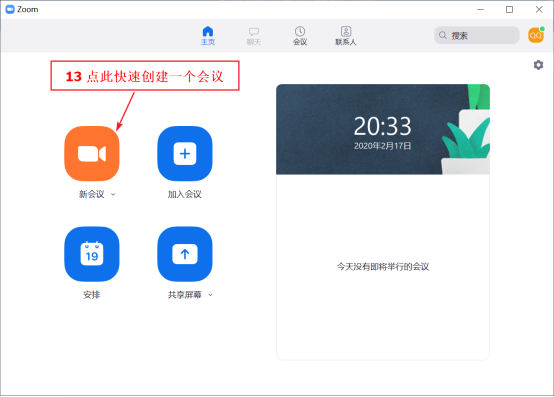 Zoom
主页
聊天
会议
联系人
搜索
QQ
13 点此快速创建一个会议
20:33
2020年2月17日
新会议
加入会议
19
安排
共享屏幕
今天没有即将举行的会议